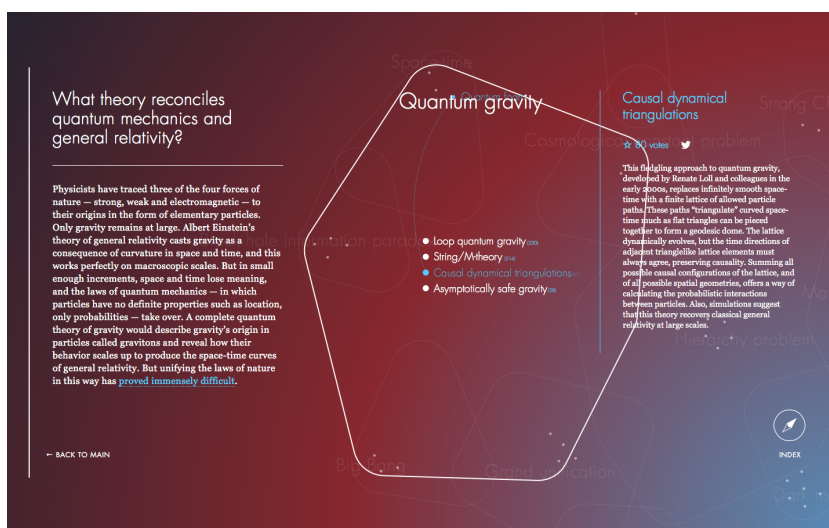 Spacetime
What theory reconciles
quantum mechanics and
general relativity?
Physicists have traced three of the four forces of
nature — strong, weak and electromagnetic — to
their origins in the form of elementary particles.
Only gravity remains at large. Albert Einstein's
theory of general relativity casts gravity as a
consequence of curvature in space and time, and this
works perfectly on macroscopic scales. But in small
enough increments, space and time lose meaning,
and the laws of quantum mechanics — in which
particles have no definite properties such as location,
only probabilities — take over. A complete quantum
theory of gravity would describe gravity's origin in
particles called gravitons and reveal how their
behavior scales up to produce the space-time curves
of general relativity. But unifying the laws of nature
in this way has proved immensely difficult.
← BACK TO MAIN
Quantum
Quantum gravity
problem
hole information
Loop quantum gravity
String/M-theory
Causal dynamical triangulations
Asymptotically safe gravity
Big Bang
Grand unification
Causal dynamical
triangulations
Strong C
80 votes
This fledgling approach to quantum gravity,
developed by Renate Loll and colleagues in the
early 2000s, replaces infinitely smooth space-
time with a finite lattice of allowed particle
paths. These paths "triangulate" curved space-
time much as flat triangles can be pieced
together to form a geodesic dome. The lattice
dynamically evolves, but the time directions of
adjacent trianglelike lattice elements must
always agree, preserving causality. Summing all
possible causal configurations of the lattice, and
of all possible spatial geometries, offers a way of
calculating the probabilistic interactions
between particles. Also, simulations suggest
that this theory recovers classical general
relativity at large scales.
Hierarchy problem
INDEX
Dark